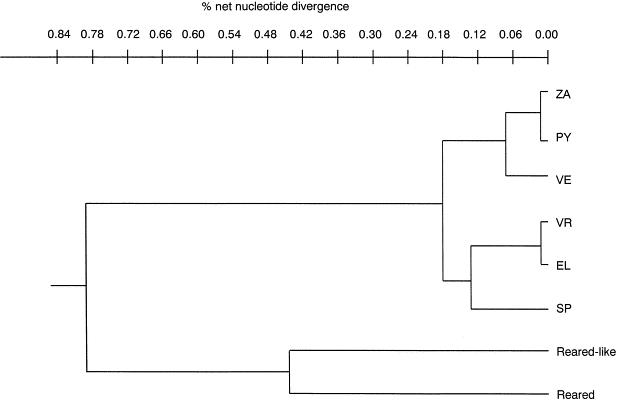 % net nucleotide divergence
0.84 0.78 0.72 0.66 0.60 0.54 0.48 0.42 0.36 0.30 0.24 0.18 0.12 0.06 0.00
ZA
PY
VE
VR
EL
SP
Reared-like
Reared